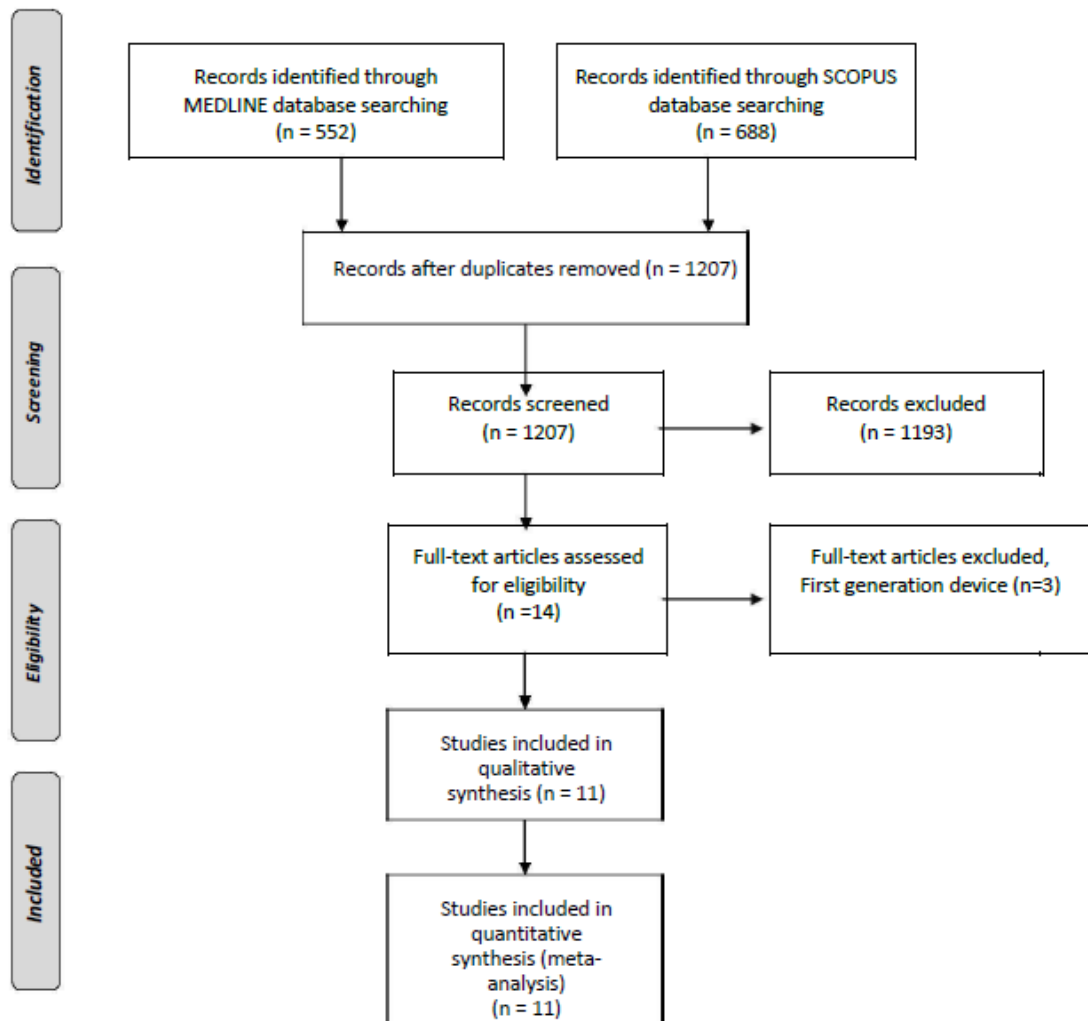 Identification
Records identified through
MEDLINE database searching
(n = 552)
Records identified through SCOPUS
database searching
(n = 688)
Records after duplicates removed (n = 1207)
Screening
Records screened
(n = 1207)
Records excluded
(n = 1193)
Eligibility
Full-text articles assessed
for eligibility
(n =14)
Full-text articles excluded,
First generation device (n=3)
Studies included in
qualitative
synthesis (n = 11)
Included
Studies included in
quantitative
synthesis (meta-
analysis)
(n = 11)